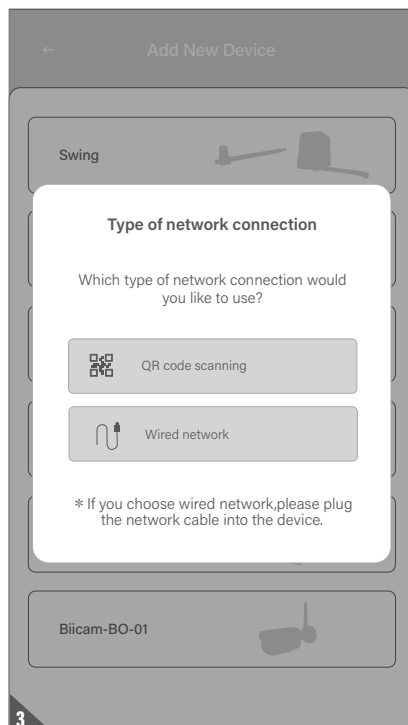 ← Add New Device
Swing
Type of network connection
Which type of network connection would
you like to use?
QR code scanning
Wired network
* If you choose wired network,please plug
the network cable into the device.
Biicam-BO-01
3